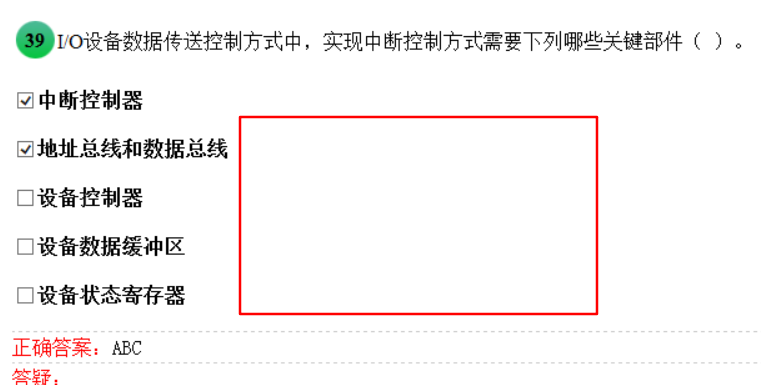 39 I/O设备数据传送控制方式中，实现中断控制方式需要下列哪些关键部件（ ）。
中断控制器
地址总线和数据总线
设备控制器
设备数据缓冲区
设备状态寄存器
正确答案：ABC
答疑：